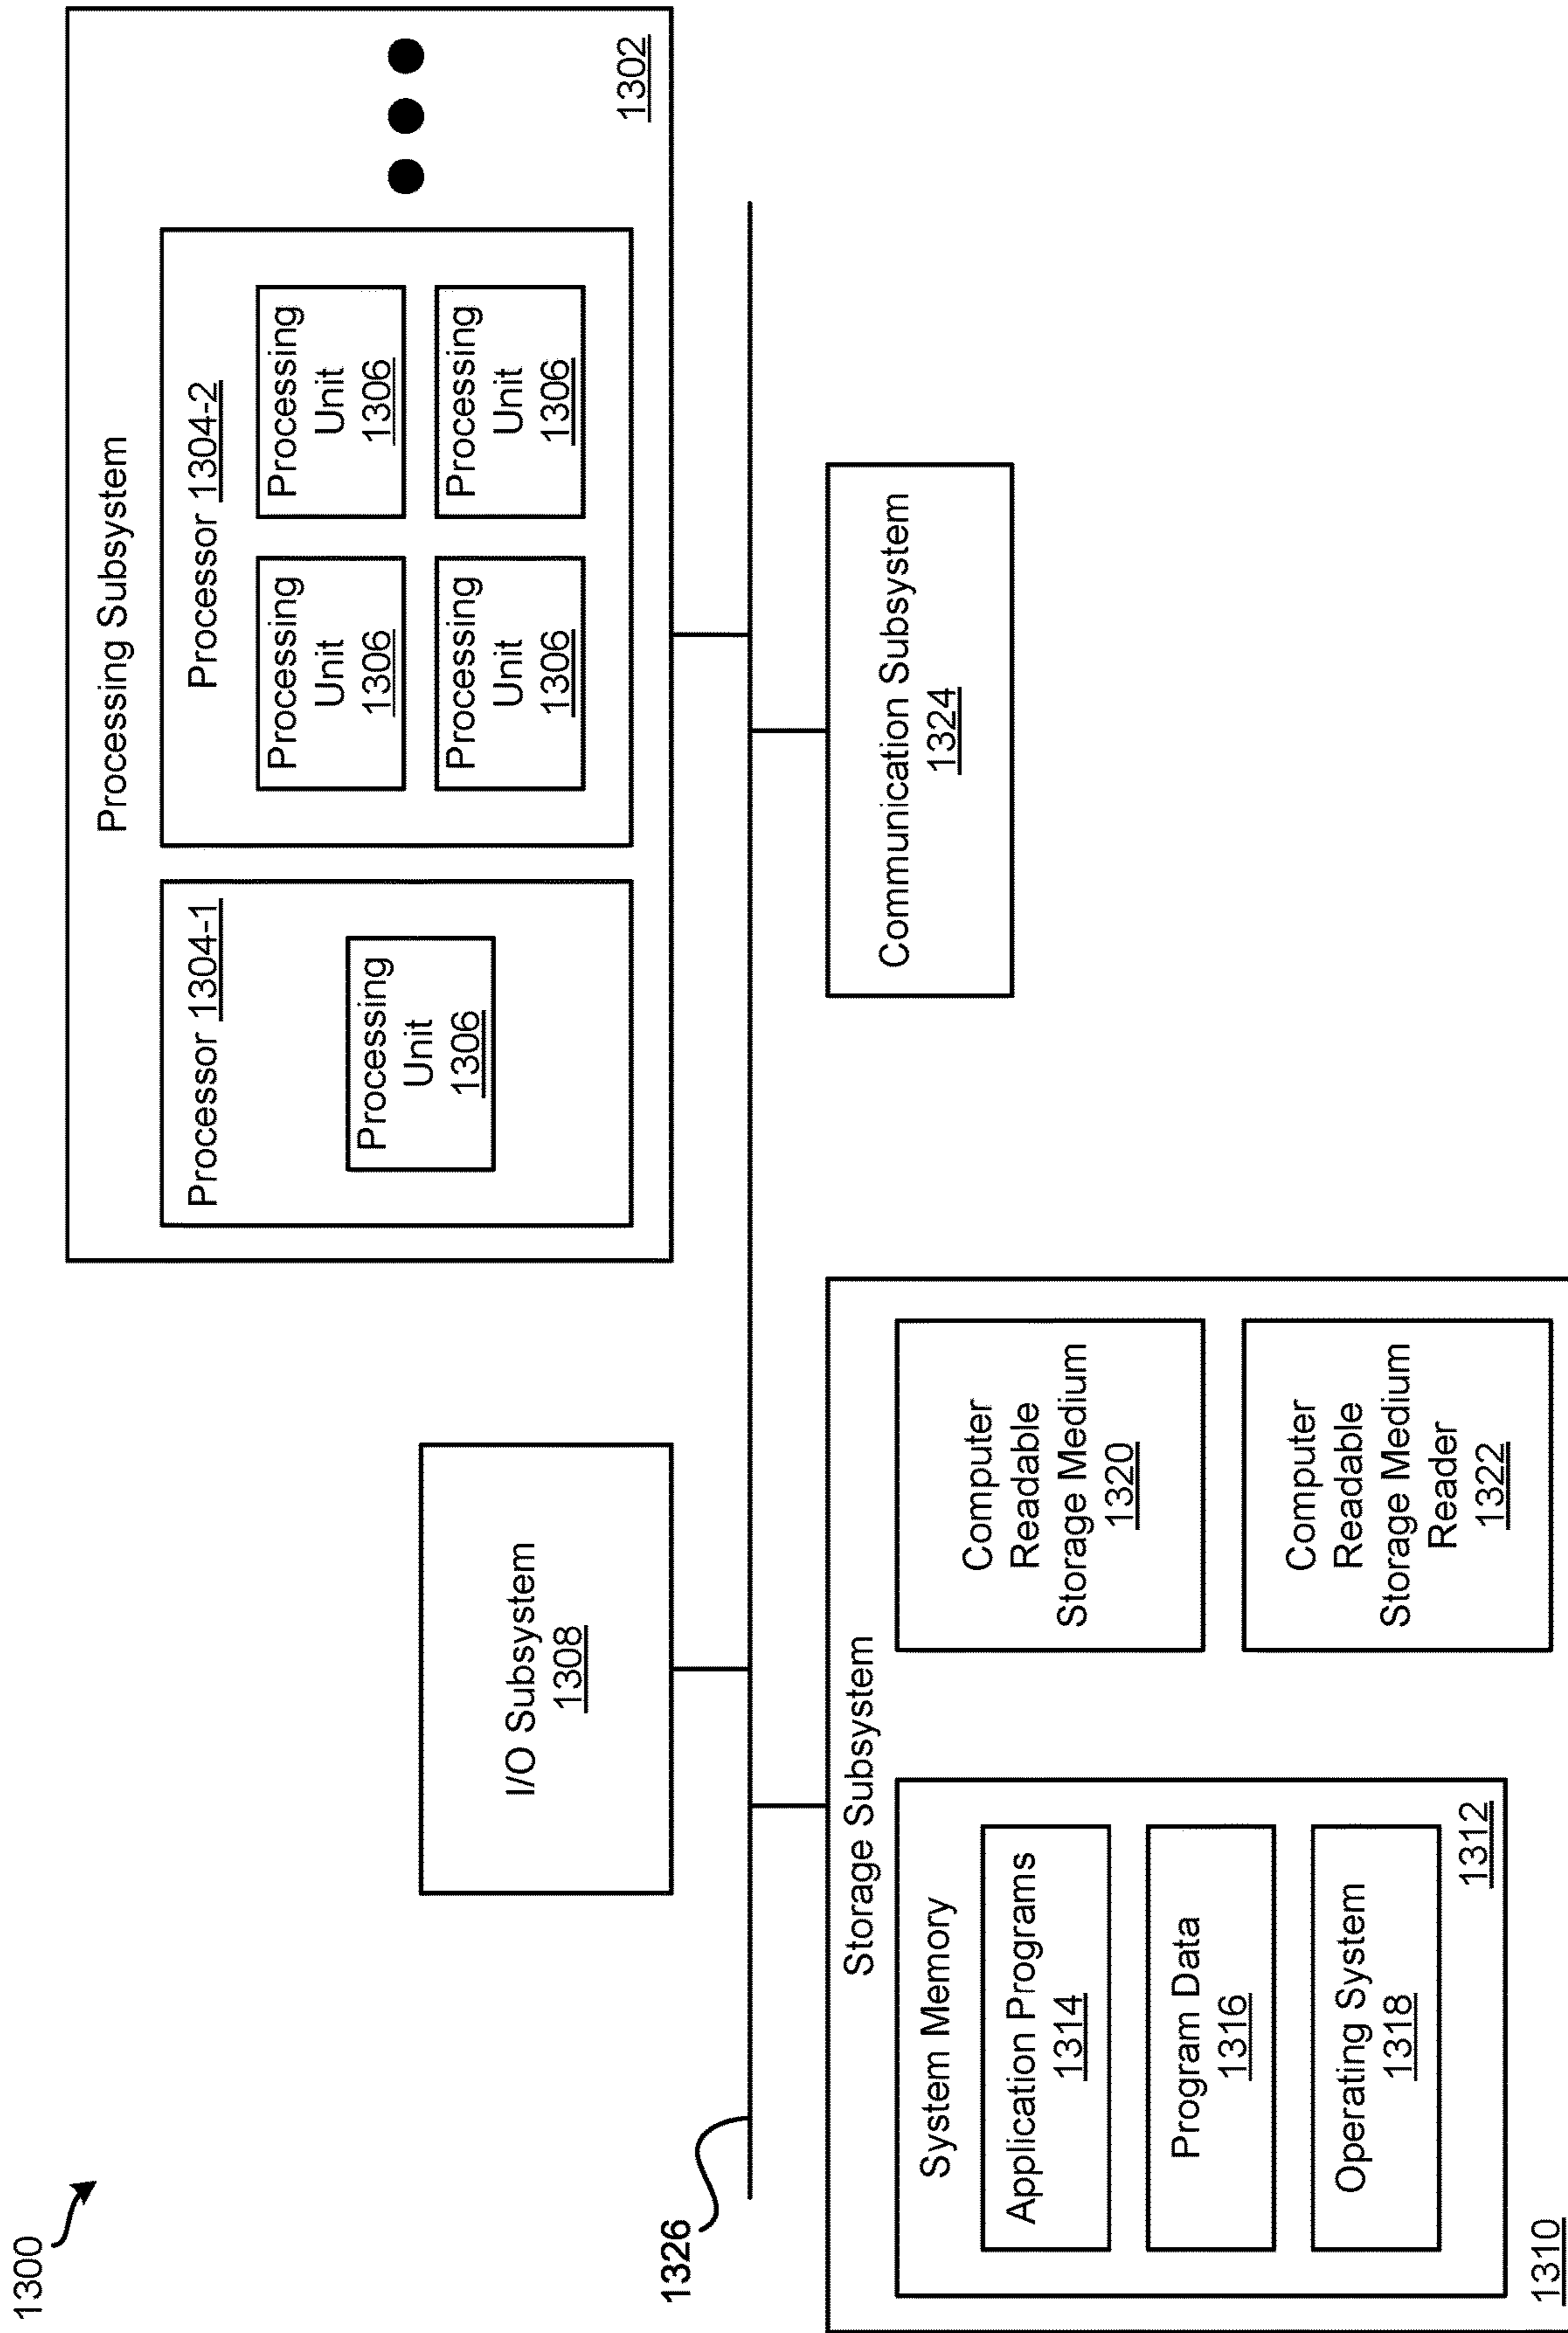 1300
Processing Subsystem
Processor 1304-1
Processing
Unit
1306
Processor 1304-2
Processing
Unit
1306
Processing
Unit
1306
Processing
Unit
1306
Processing
Unit
1306
1302
I/O Subsystem
1308
1326
Storage Subsystem
System Memory
Application Programs
1314
Program Data
1316
Operating System
1318
1312
Computer
Readable
Storage Medium
1320
Computer
Readable
Storage Medium
Reader
1322
1310
Communication Subsystem
1324